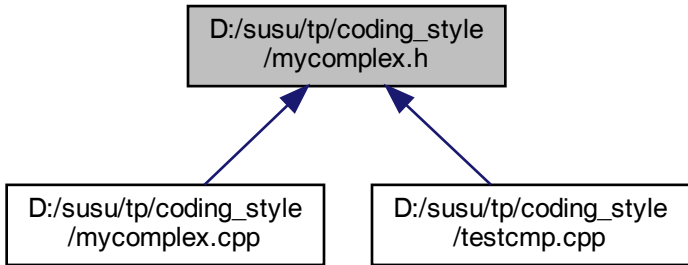 D:/susu/tp/coding_style
/mycomplex.h
D:/susu/tp/coding_style
/mycomplex.cpp
D:/susu/tp/coding_style
/testcmp.cpp